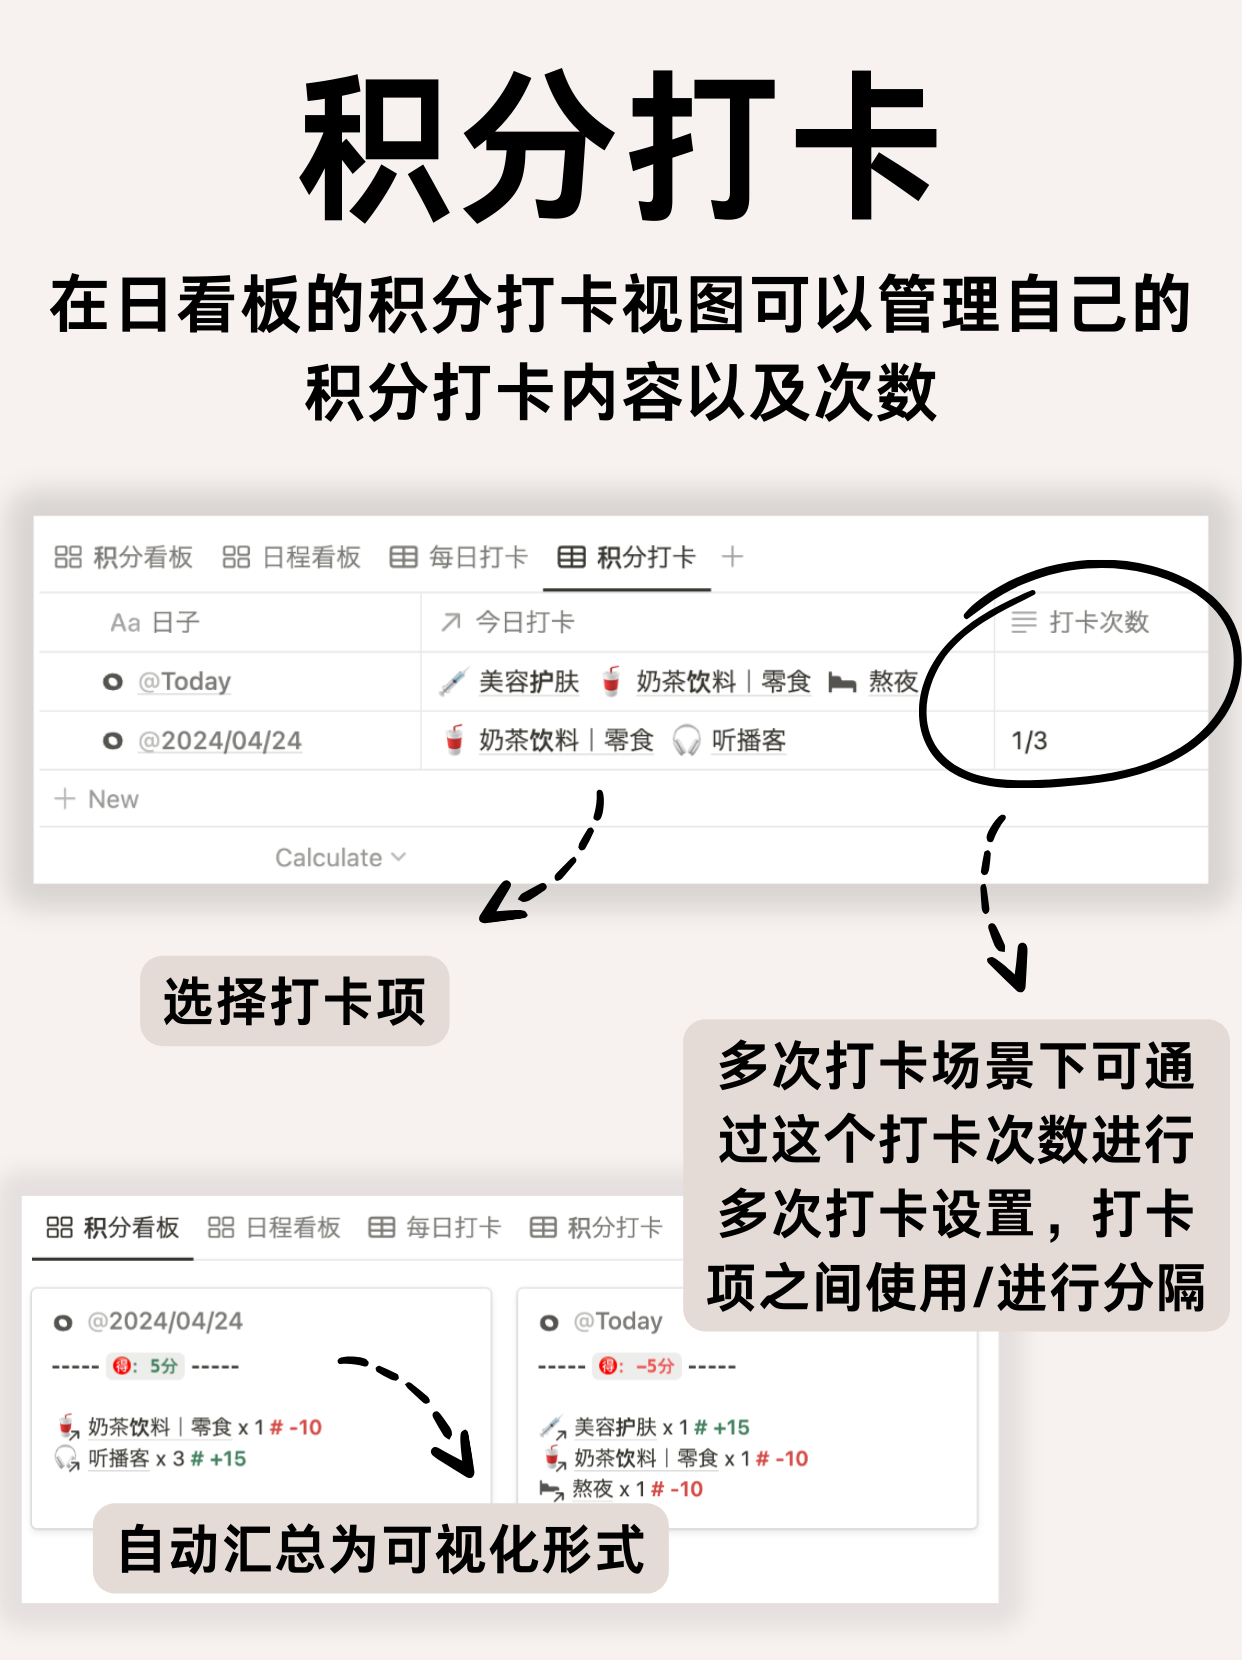 积分打卡
在日看板的积分打卡视图可以管理自己的
积分打卡内容以及次数
积分看板 日程看板 每日打卡 积分打卡
Aa 日子 今日打卡 打卡次数
@Today 美容护肤 奶茶饮料｜零食 熬夜
@2024/04/24 奶茶饮料｜零食 听播客 1/3
New
Calculate
选择打卡项
多次打卡场景下可通
过这个打卡次数进行
多次打卡设置，打卡
项之间使用/进行分隔
积分看板 日程看板 每日打卡 积分打卡
@2024/04/24
----- 得: 5分 -----
奶茶饮料｜零食 x 1 # -10
听播客 x 3 # +15
@Today
----- 得: -5分 -----
美容护肤 x 1 # +15
奶茶饮料｜零食 x 1 # -10
熬夜 x 1 # -10
自动汇总为可视化形式